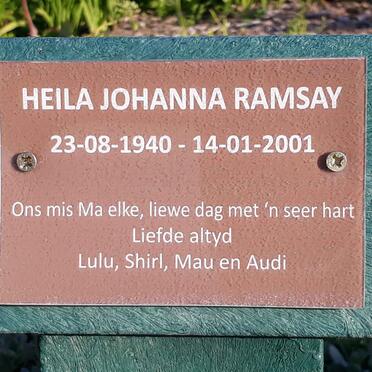 HEILA JOHANNA RAMSAY
23-08-1940 - 14-01-2001
Ons mis Ma elke, liewe dag met 'n seer hart
Liefde altyd
Lulu, Shirl, Mau en Audi